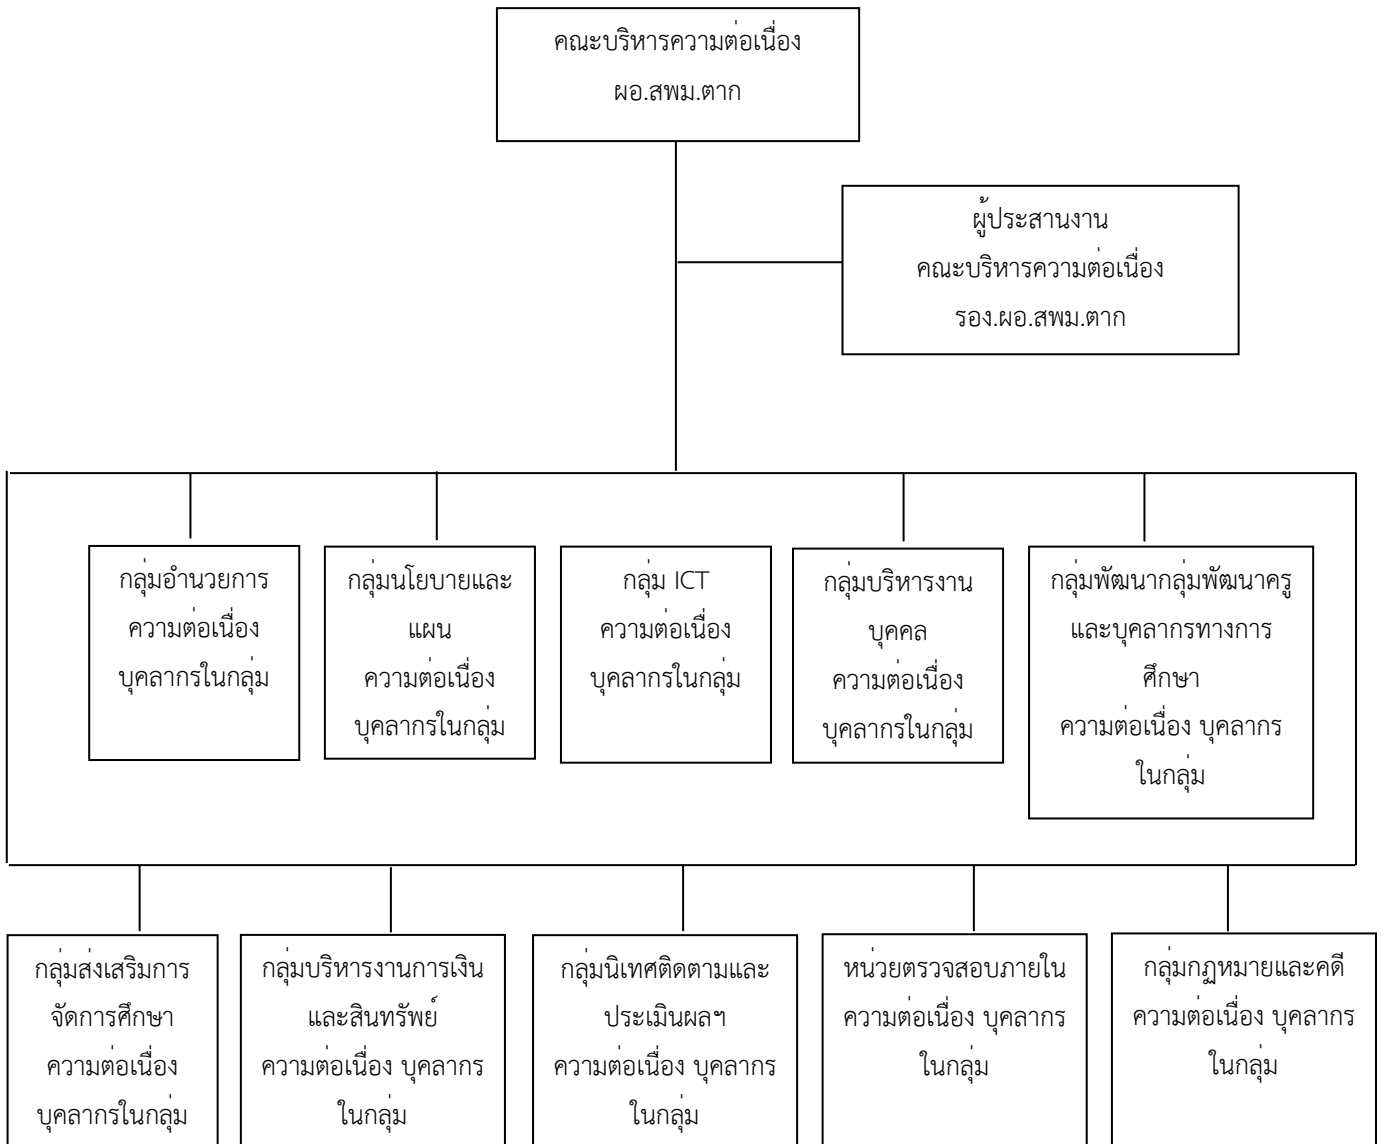 คณะบริหารความต่อเนื่อง
ผอ.สพม.ตาก
ผู้ประสานงาน
คณะบริหารความต่อเนื่อง
รอง.ผอ.สพม.ตาก
กลุ่มอำนวยการ
ความต่อเนื่อง
บุคลากรในกลุ่ม
กลุ่มนโยบายและ
แผน
ความต่อเนื่อง
บุคลากรในกลุ่ม
กลุ่ม ICT
ความต่อเนื่อง
บุคลากรในกลุ่ม
กลุ่มบริหารงาน
บุคคล
ความต่อเนื่อง
บุคลากรในกลุ่ม
กลุ่มพัฒนากลุ่มพัฒนาครู
และบุคลากรทางการ
ศึกษา
ความต่อเนื่อง บุคลากร
ในกลุ่ม
กลุ่มส่งเสริมการ
จัดการศึกษา
ความต่อเนื่อง
บุคลากรในกลุ่ม
กลุ่มบริหารงานการเงิน
และสินทรัพย์
ความต่อเนื่อง บุคลากร
ในกลุ่ม
กลุ่มนิเทศติดตามและ
ประเมินผลฯ
ความต่อเนื่อง บุคลากร
ในกลุ่ม
หน่วยตรวจสอบภายใน
ความต่อเนื่อง บุคลากร
ในกลุ่ม
กลุ่มกฎหมายและคดี
ความต่อเนื่อง บุคลากร
ในกลุ่ม